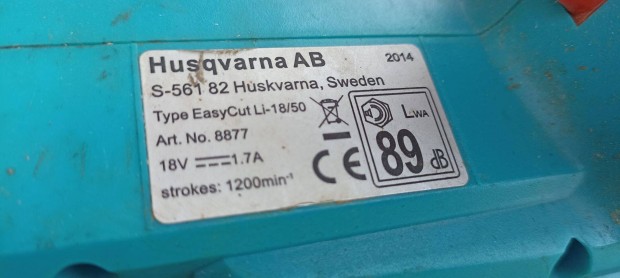 Husqvarna AB 2014
S-561 82 Huskvarna, Sweden
Type EasyCut Li-18/50
Art. No. 8877
18V 1.7A
strokes: 1200min⁻¹
CE
LWA
89 dB